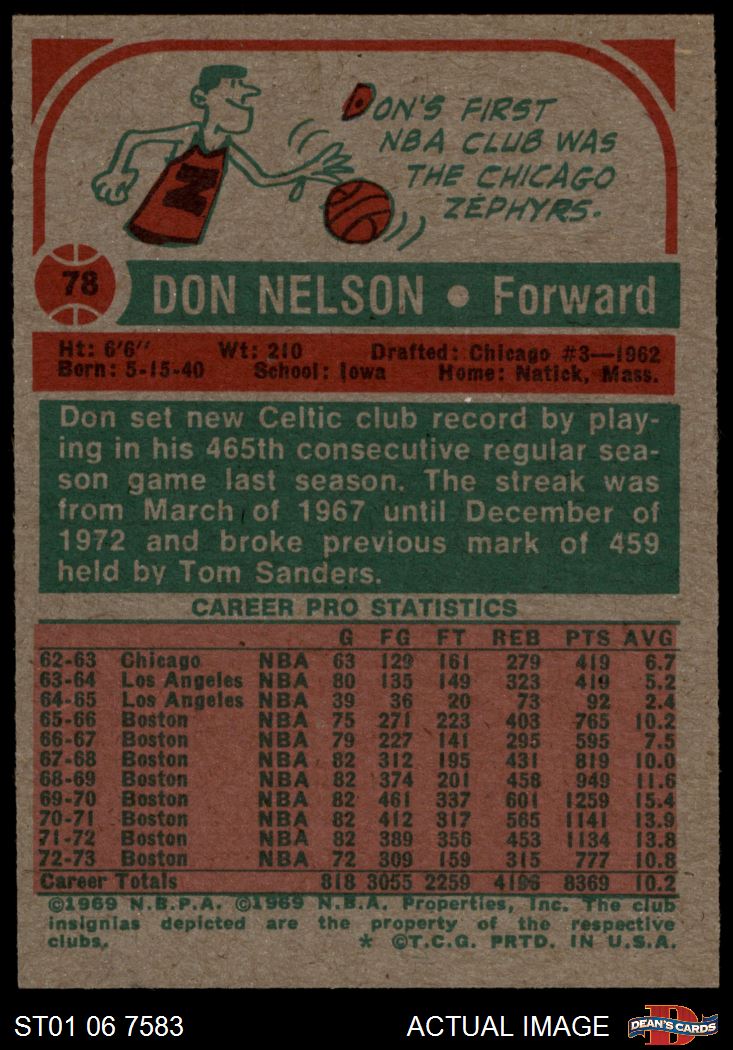 DON'S FIRST
NBA CLUB WAS
THE CHICAGO
ZEPHYRS.
N
78 DON NELSON • Forward
Ht: 6'6" Wt: 210 Drafted: Chicago #3—1962
Born: 5-15-40 School: Iowa Home: Natick, Mass.
Don set new Celtic club record by play-
ing in his 465th consecutive regular sea-
son game last season. The streak was
from March of 1967 until December of
1972 and broke previous mark of 459
held by Tom Sanders.
CAREER PRO STATISTICS
G FG FT REB PTS AVG
62-63 Chicago NBA 63 129 161 279 419 6.7
63-64 Los Angeles NBA 80 135 149 323 419 5.2
64-65 Los Angeles NBA 39 36 20 73 92 2.4
65-66 Boston NBA 75 271 223 403 765 10.2
66-67 Boston NBA 79 227 141 295 595 7.5
67-68 Boston NBA 82 312 195 431 819 10.0
68-69 Boston NBA 82 374 201 458 949 11.6
69-70 Boston NBA 82 461 337 601 1259 15.4
70-71 Boston NBA 82 412 317 565 1141 13.9
71-72 Boston NBA 82 389 356 453 1134 13.8
72-73 Boston NBA 72 309 159 315 777 10.8
Career Totals 818 3055 2259 4196 8369 10.2
©1969 N.B.P.A. ©1969 N.B.A. Properties, Inc. The club
insignias depicted are the property of the respective
clubs. * ©T.C.G. PRTD. IN U.S.A.
ST01 06 7583 ACTUAL IMAGE D DEAN'S CARDS